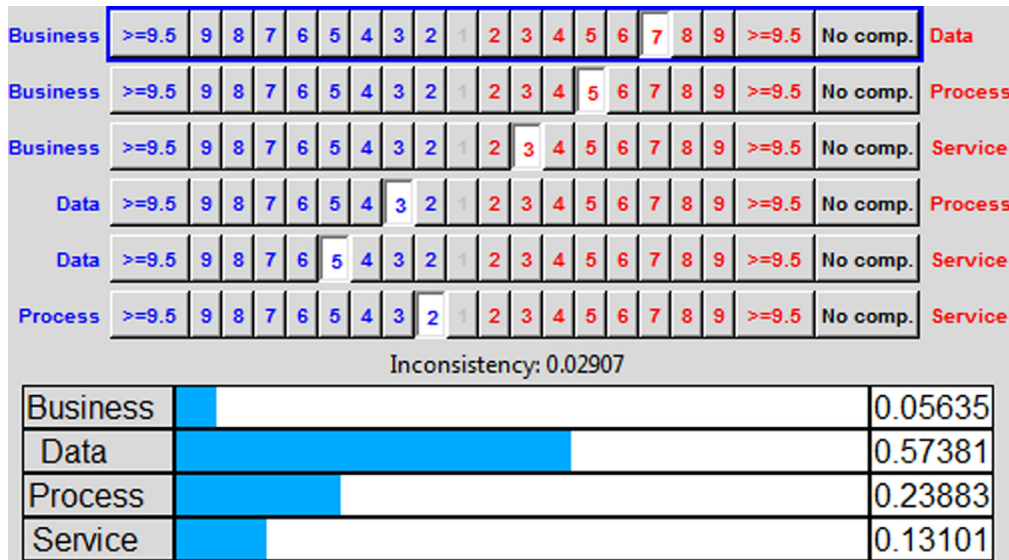 Business >=9.5 9 8 7 6 5 4 3 2 1 2 3 4 5 6 7 8 9 >=9.5 No comp. Data
Business >=9.5 9 8 7 6 5 4 3 2 1 2 3 4 5 6 7 8 9 >=9.5 No comp. Process
Business >=9.5 9 8 7 6 5 4 3 2 1 2 3 4 5 6 7 8 9 >=9.5 No comp. Service
Data >=9.5 9 8 7 6 5 4 3 2 1 2 3 4 5 6 7 8 9 >=9.5 No comp. Process
Data >=9.5 9 8 7 6 5 4 3 2 1 2 3 4 5 6 7 8 9 >=9.5 No comp. Service
Process >=9.5 9 8 7 6 5 4 3 2 1 2 3 4 5 6 7 8 9 >=9.5 No comp. Service
Inconsistency: 0.02907
Business 0.05635
Data 0.57381
Process 0.23883
Service 0.13101